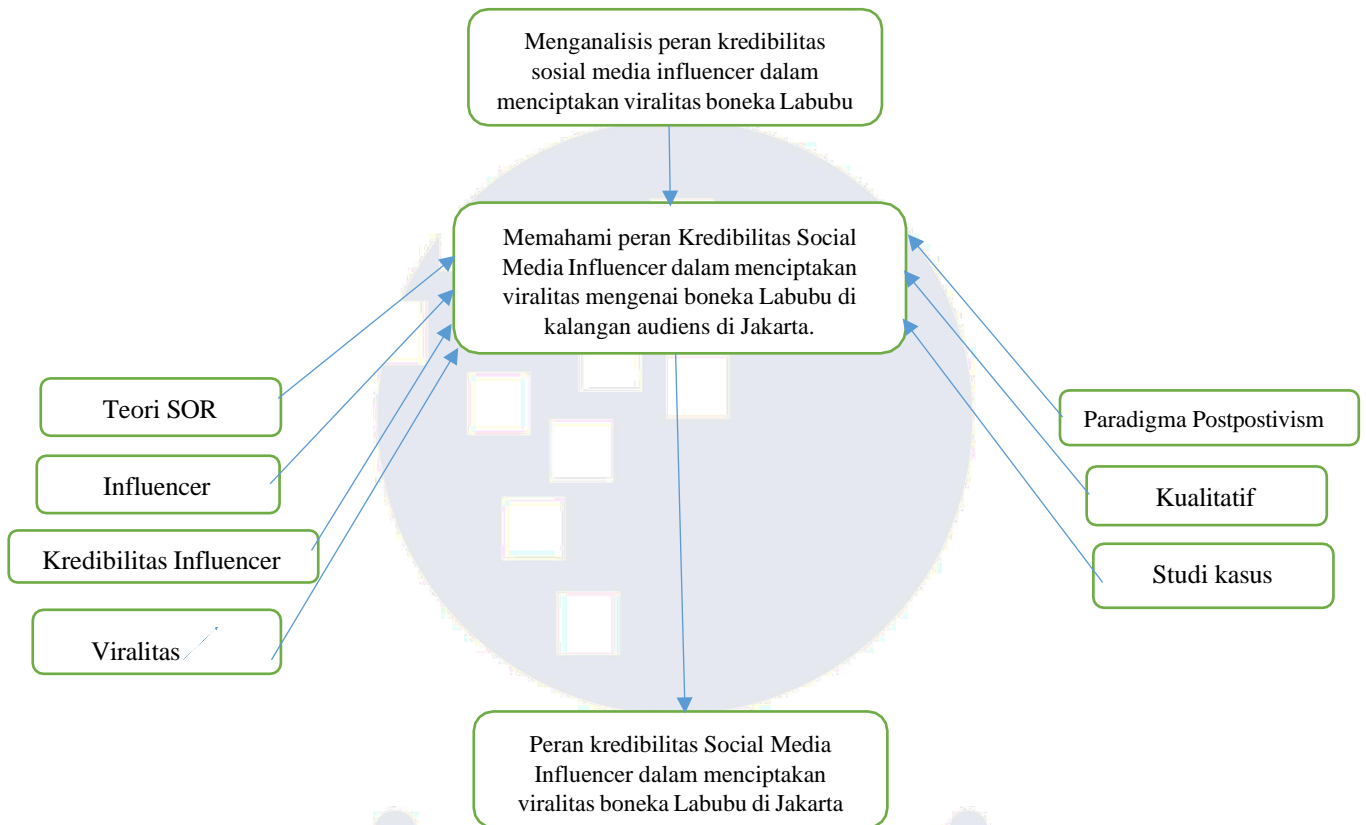 Menganalisis peran kredibilitas
sosial media influencer dalam
menciptakan viralitas boneka Labubu
Memahami peran Kredibilitas Social
Media Influencer dalam menciptakan
viralitas mengenai boneka Labubu di
kalangan audiens di Jakarta.
Teori SOR
Influencer
Kredibilitas Influencer
Viralitas
Paradigma Postpostivism
Kualitatif
Studi kasus
Peran kredibilitas Social Media
Influencer dalam menciptakan
viralitas boneka Labubu di Jakarta